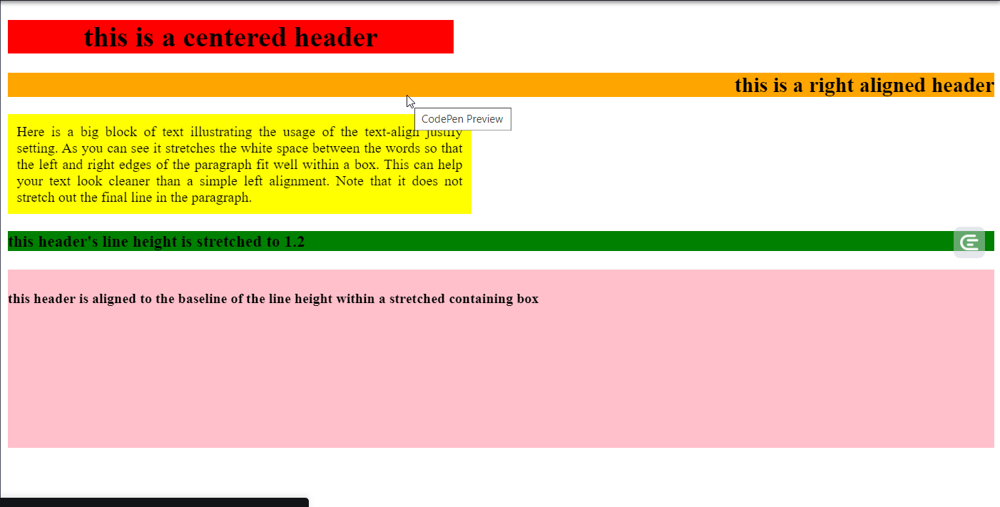 this is a centered header
this is a right aligned header
CodePen Preview
Here is a big block of text illustrating the usage of the text-align justify
setting. As you can see it stretches the white space between the words so that
the left and right edges of the paragraph fit well within a box. This can help
your text look cleaner than a simple left alignment. Note that it does not
stretch out the final line in the paragraph.
this header's line height is stretched to 1.2
this header is aligned to the baseline of the line height within a stretched containing box